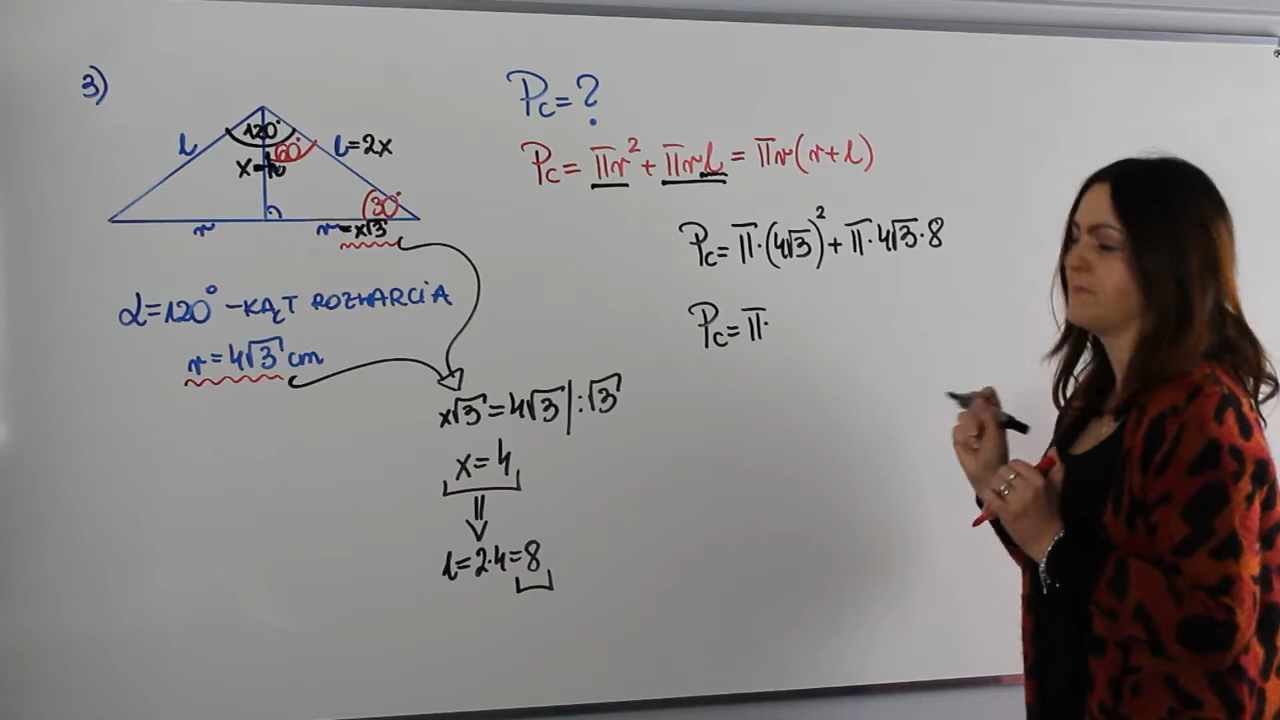 3)
120°
60°
l
l=2x
x=h
30°
r
r=x√3
α=120° - KĄT ROZWARCIA
r=4√3 cm
x√3=4√3 |:√3
x=4
l=2·4=8
Pc=?
Pc= πr²+πrl=πr(r+l)
Pc=π·(4√3)²+π·4√3·8
Pc=π·